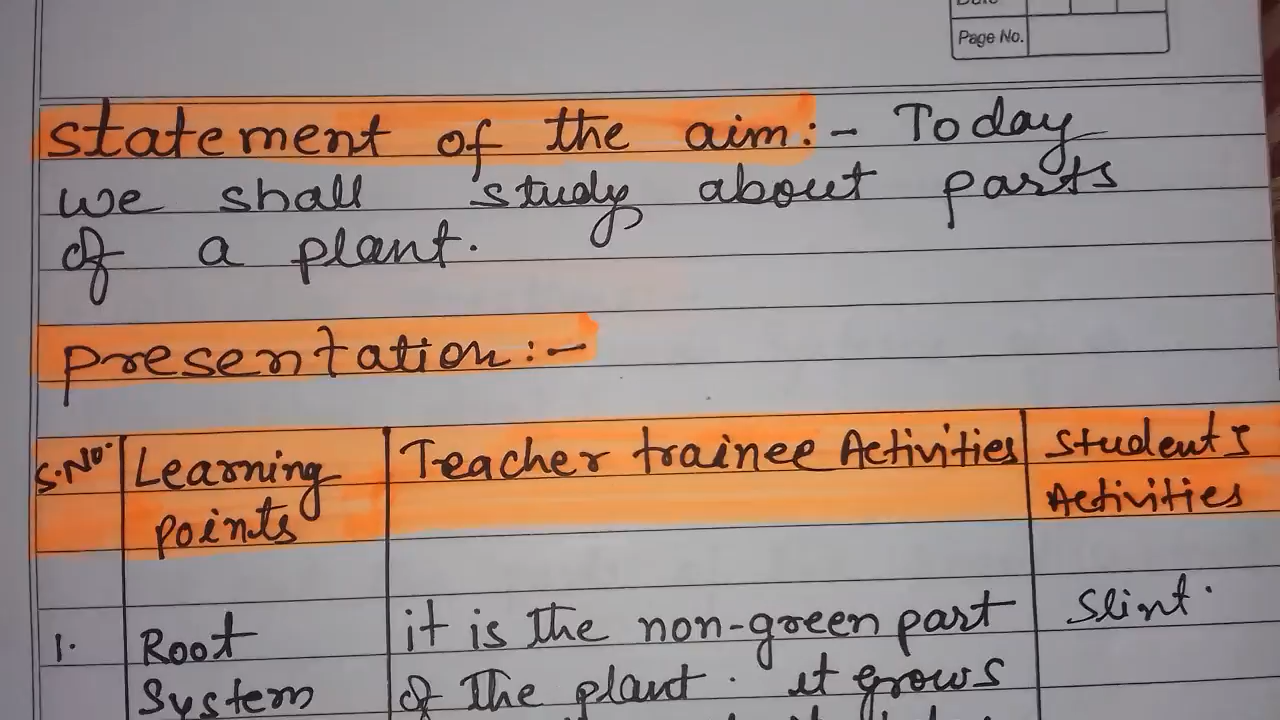 Page No.
Statement of the aim:- Today
we shall study about parts
of a plant.
Presentation:-
S.No. Learning points Teacher trainee Activities Students Activities
1. Root it is the non-green part Slint.
System of the plant. it grows